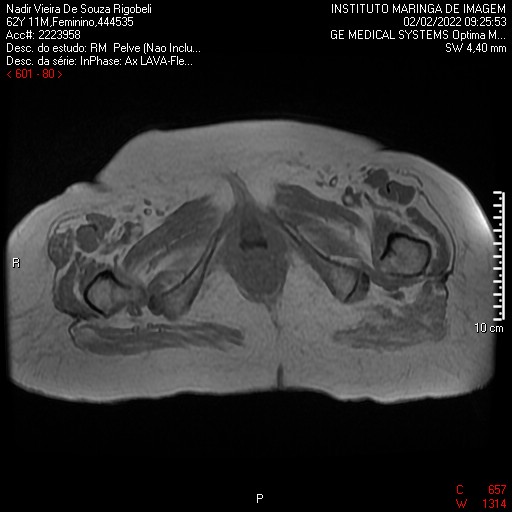 Nadir Vieira De Souza Rigobeli
62Y 11M,Feminino,444535
Acc#: 2223958
Desc. do estudo: RM Pelve (Nao Inclu...
Desc. da série: InPhase: Ax LAVA-Fle...
< 601 - 80 >
INSTITUTO MARINGA DE IMAGEM
02/02/2022 09:25:53
GE MEDICAL SYSTEMS Optima M...
SW 4,40 mm
R
10 cm
P
C 657
W 1314